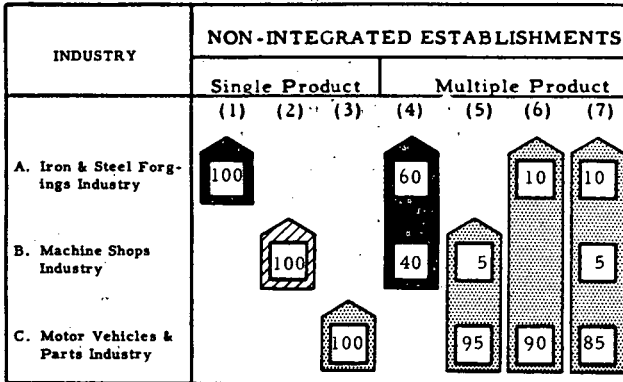 INDUSTRY
NON-INTEGRATED ESTABLISHMENTS
Single Product Multiple Product
(1) (2) (3) (4) (5) (6) (7)
A. Iron & Steel Forg-
ings Industry
100 60 10 10
B. Machine Shops
Industry
100 40 5 5
C. Motor Vehicles &
Parts Industry
100 95 90 85